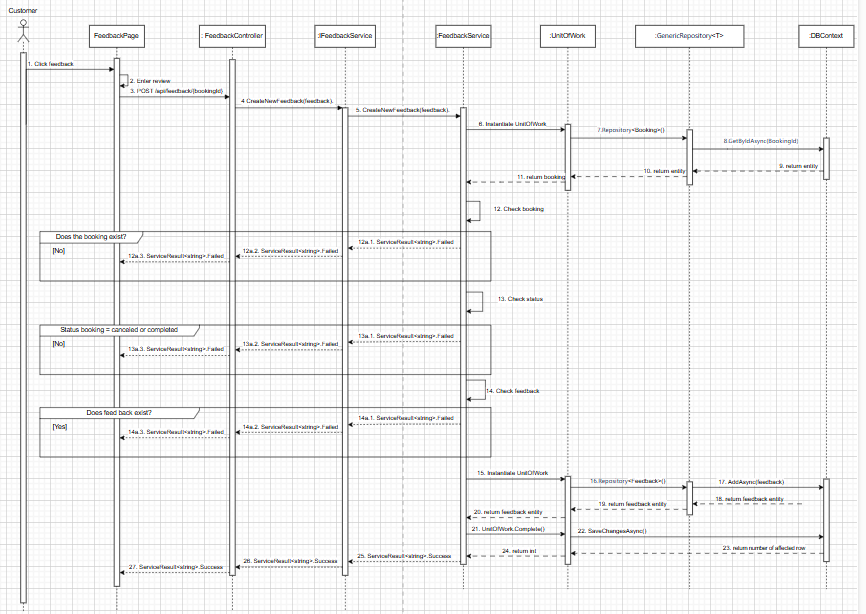 Customer
FeedbackPage
: FeedbackController
:IFeedbackService
:FeedbackService
:UnitOfWork
:GenericRepository<T>
:DBContext
1. Click feedback
2. Enter review
3. POST /api/feedback/{bookingId}
4.CreateNewFeedback(feedback).
5. CreateNewFeedback(feedback).
6. Instantiate UnitOfWork
7.Repository<Booking>()
8.GetByIdAsync(BookingId)
9. return entity
10. return entity
11. return booking
12. Check booking
Does the booking exist?
[No]
12a.1. ServiceResult<string>.Failed
12a.2. ServiceResult<string>.Failed
12a.3. ServiceResult<string>.Failed
13. Check status
Status booking = canceled or completed
[No]
13a.1. ServiceResult<string>.Failed
13a.2. ServiceResult<string>.Failed
13a.3. ServiceResult<string>.Failed
14. Check feedback
Does feed back exist?
[Yes]
14a.1. ServiceResult<string>.Failed
14a.2. ServiceResult<string>.Failed
14a.3. ServiceResult<string>.Failed
15. Instantiate UnitOfWork
16.Repository<Feedback>()
17. AddAsync(feedback)
18. return feedback entity
19. return feedback entity
20. return feedback entity
21. UnitOfWork.Complete()
22. SaveChangesAsync()
23. return number of affected row
24. return int
25. ServiceResult<string>.Success
26. ServiceResult<string>.Success
27. ServiceResult<string>.Success